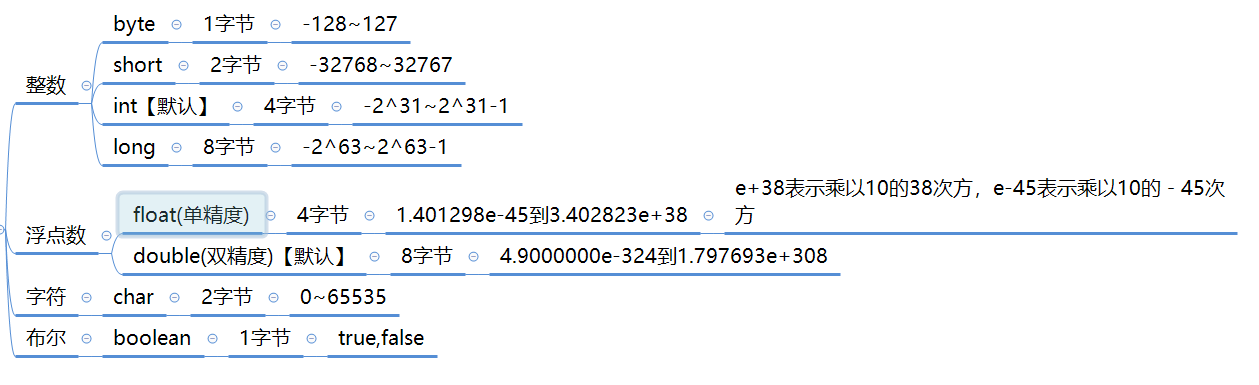 整数
byte 1字节 -128~127
short 2字节 -32768~32767
int【默认】 4字节 -2^31~2^31-1
long 8字节 -2^63~2^63-1
浮点数
float(单精度) 4字节 1.401298e-45到3.402823e+38 e+38表示乘以10的38次方，e-45表示乘以10的 - 45次
方
double(双精度)【默认】 8字节 4.9000000e-324到1.797693e+308
字符 char 2字节 0~65535
布尔 boolean 1字节 true,false